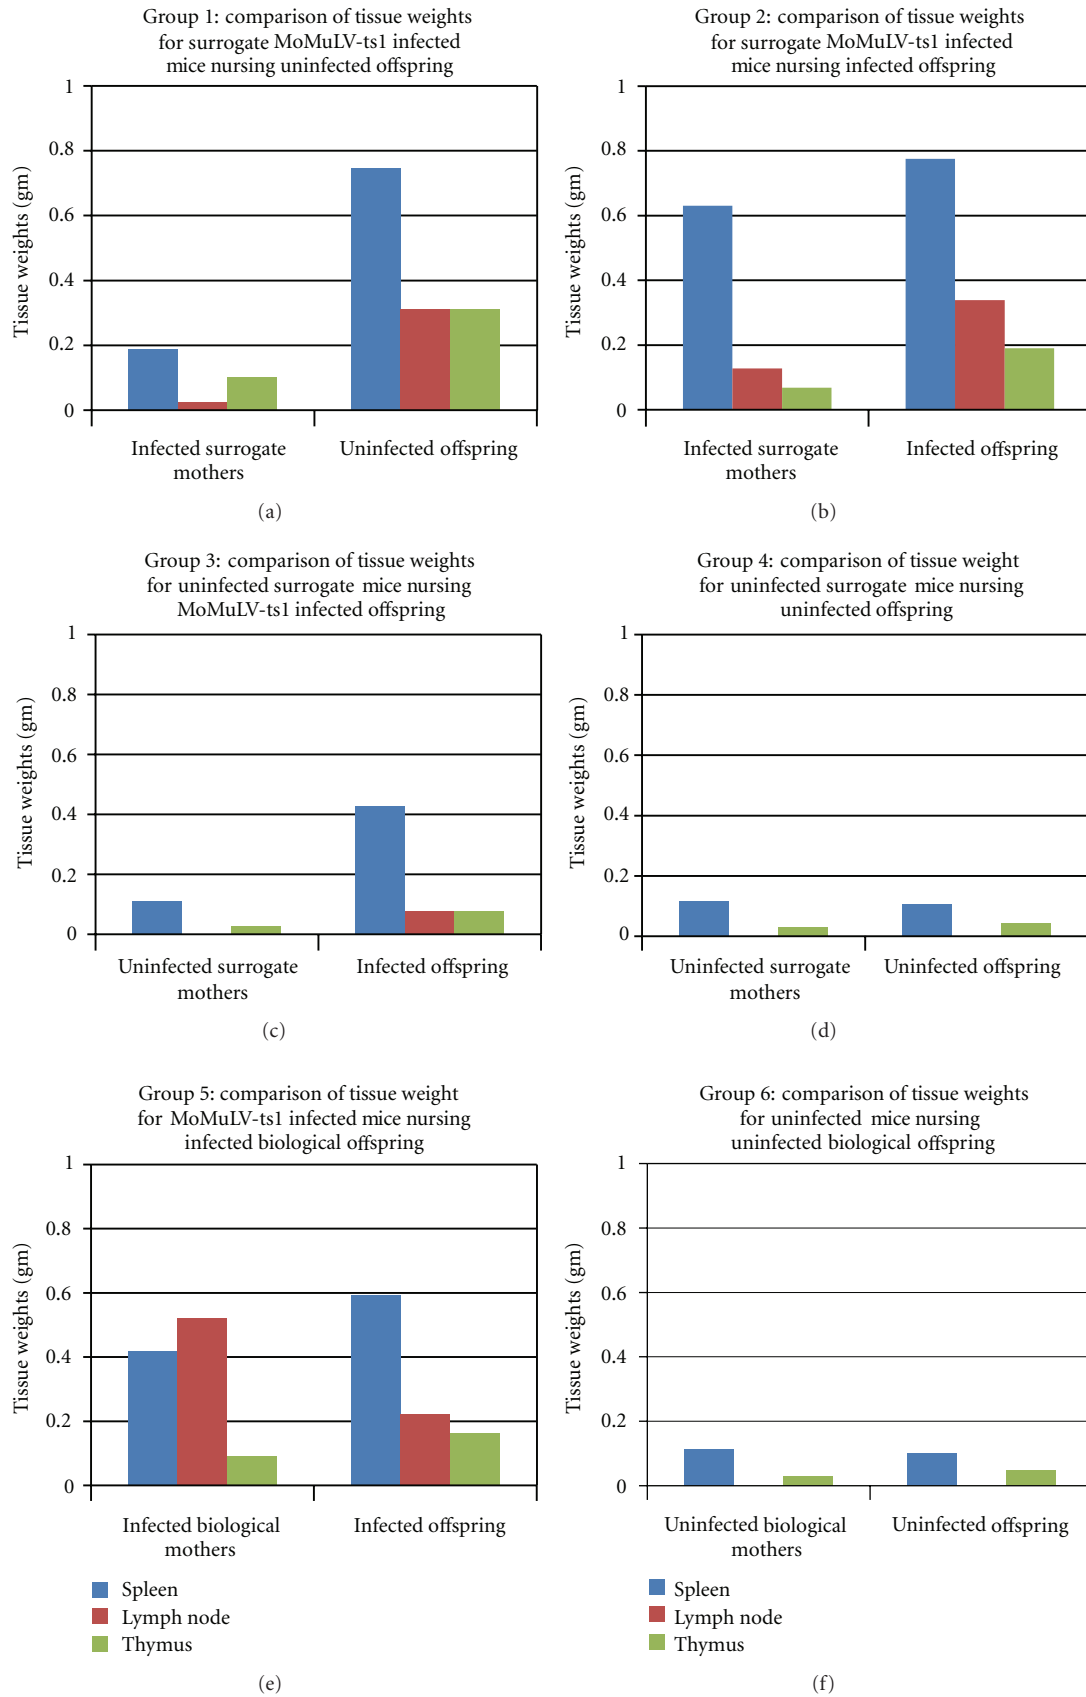 Group 1: comparison of tissue weights
for surrogate MoMuLV-ts1 infected
mice nursing uninfected offspring
1
0.8
0.6
0.4
0.2
0
Tissue weights (gm)
Infected surrogate
mothers
Uninfected offspring
(a)
Group 2: comparison of tissue weights
for surrogate MoMuLV-ts1 infected
mice nursing infected offspring
1
0.8
0.6
0.4
0.2
0
Tissue weights (gm)
Infected surrogate
mothers
Infected offspring
(b)
Group 3: comparison of tissue weights
for uninfected surrogate mice nursing
MoMuLV-ts1 infected offspring
1
0.8
0.6
0.4
0.2
0
Tissue weights (gm)
Uninfected surrogate
mothers
Infected offspring
(c)
Group 4: comparison of tissue weight
for uninfected surrogate mice nursing
uninfected offspring
1
0.8
0.6
0.4
0.2
0
Tissue weights (gm)
Uninfected surrogate
mothers
Uninfected offspring
(d)
Group 5: comparison of tissue weight
for MoMuLV-ts1 infected mice nursing
infected biological offspring
1
0.8
0.6
0.4
0.2
0
Tissue weights (gm)
Infected biological
mothers
Infected offspring
Spleen
Lymph node
Thymus
(e)
Group 6: comparison of tissue weights
for uninfected mice nursing
uninfected biological offspring
1
0.8
0.6
0.4
0.2
0
Tissue weights (gm)
Uninfected biological
mothers
Uninfected offspring
Spleen
Lymph node
Thymus
(f)